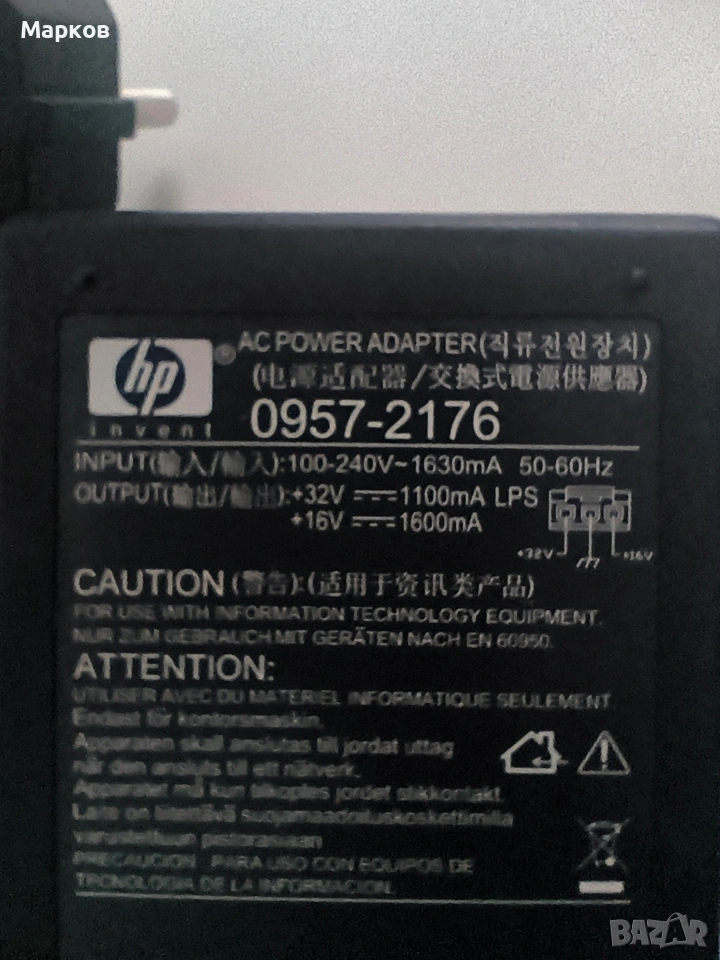 Марков
hp
®
AC POWER ADAPTER(직류전원장치)
(电源适配器/交換式電源供應器)
invent
0957-2176
INPUT(输入/輸入):100-240V~1630mA 50-60Hz
OUTPUT(输出/輸出):+32V 1100mA LPS
+16V 1600mA
+32V +16V
CAUTION (警告):(适用于资讯类产品)
FOR USE WITH INFORMATION TECHNOLOGY EQUIPMENT.
NUR ZUM GEBRAUCH MIT GERÄTEN NACH EN 60950.
ATTENTION:
UTILISER AVEC DU MATERIEL INFORMATIQUE SEULEMENT
Endast för kontorsmaskin.
Apparaten skall anslutas till jordat uttag
når den ansluts till ett nätverk.
Apparatet må kun tilkoples jordet stikkontakt.
Laite on liitettävä suojamaadoituskoskettimilla
varustettuun pistorasiaan
PRECAUCION. PARA USO CON EQUIPOS DE
TECNOLOGIA DE LA INFORMACION.
BAZAR